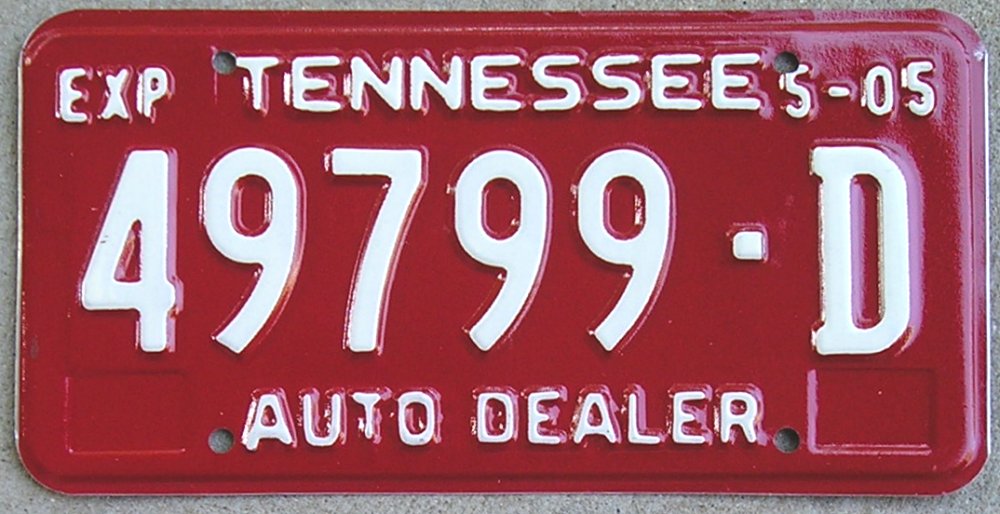 EXP TENNESSEE 5-05
49799-D
AUTO DEALER